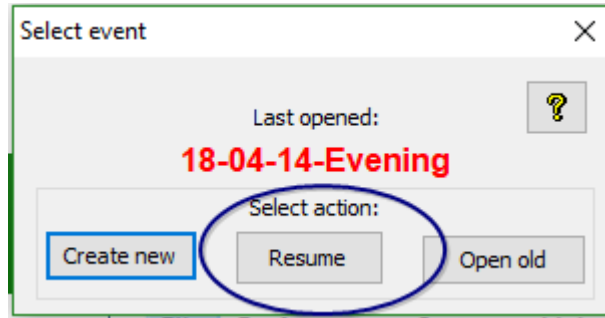 Select event
?
Last opened:
18-04-14-Evening
Select action:
Create new
Resume
Open old